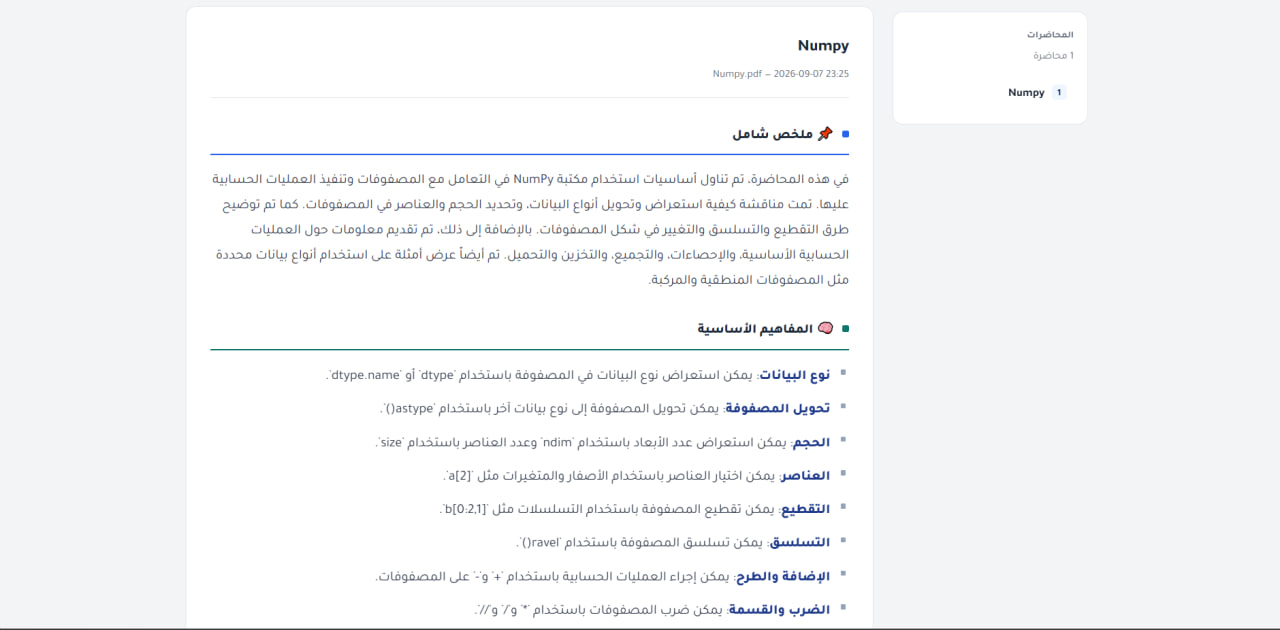 Numpy
Numpy.pdf — 2026-09-07 23:25
📌 ملخص شامل
في هذه المحاضرة، تم تناول أساسيات استخدام مكتبة NumPy في التعامل مع المصفوفات وتنفيذ العمليات الحسابية
عليها. تمت مناقشة كيفية استعراض وتحويل أنواع البيانات، وتحديد الحجم والعناصر في المصفوفات. كما تم توضيح
طرق التقطيع والتسلسق والتغيير في شكل المصفوفات. بالإضافة إلى ذلك، تم تقديم معلومات حول العمليات
الحسابية الأساسية، والإحصاءات، والتجميع، والتخزين والتحميل. تم أيضاً عرض أمثلة على استخدام أنواع بيانات محددة
مثل المصفوفات المنطقية والمركبة.
🧠 المفاهيم الأساسية
نوع البيانات: يمكن استعراض نوع البيانات في المصفوفة باستخدام `dtype` أو `dtype.name`.
تحويل المصفوفة: يمكن تحويل المصفوفة إلى نوع بيانات آخر باستخدام `astype()`.
الحجم: يمكن استعراض عدد الأبعاد باستخدام `ndim` وعدد العناصر باستخدام `size`.
العناصر: يمكن اختيار العناصر باستخدام الأصفار والمتغيرات مثل `a[2]`.
التقطيع: يمكن تقطيع المصفوفة باستخدام التسلسلات مثل `b[0:2,1]`.
التسلسق: يمكن تسلسق المصفوفة باستخدام `ravel()`.
الإضافة والطرح: يمكن إجراء العمليات الحسابية باستخدام `+` و`-` على المصفوفات.
الضرب والقسمة: يمكن ضرب المصفوفات باستخدام `*` و`/` و`//`.
المحاضرات
1 محاضرة
1 Numpy